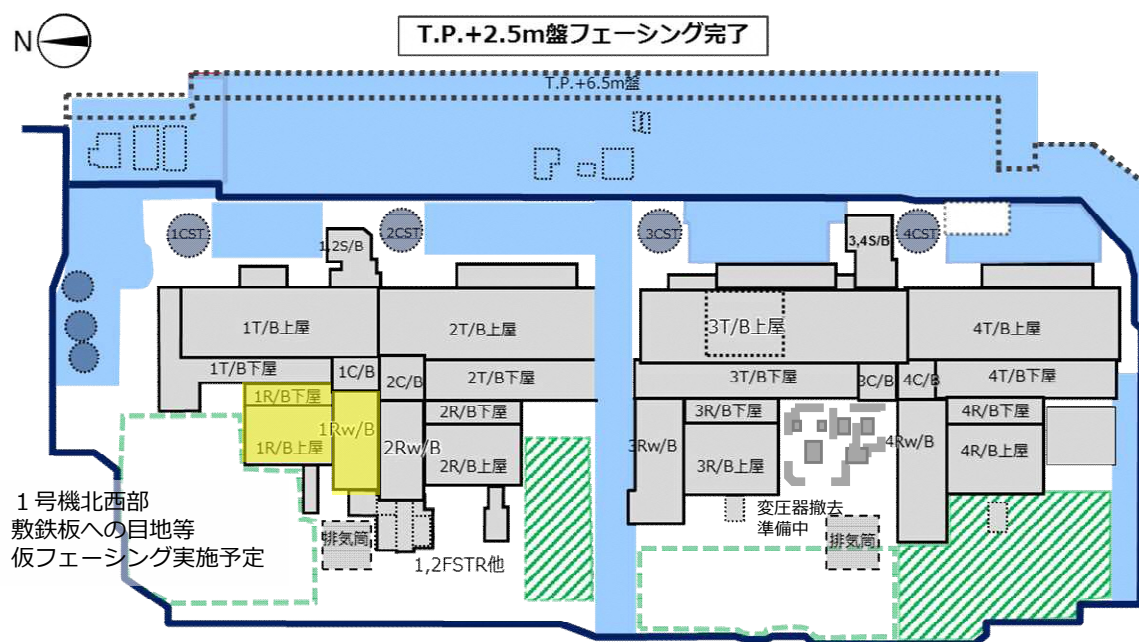 N
T.P.+2.5m盤フェーシング完了
T.P.+6.5m盤
1CST
1,2S/B
2CST
3CST
3,4S/B
4CST
1T/B上屋
2T/B上屋
3T/B上屋
4T/B上屋
1T/B下屋
1C/B
2C/B
2T/B下屋
3T/B下屋
3C/B
4C/B
4T/B下屋
1R/B下屋
1R/B上屋
1Rw/B
2Rw/B
2R/B下屋
2R/B上屋
3Rw/B
3R/B下屋
3R/B上屋
4Rw/B
4R/B下屋
4R/B上屋
1号機北西部
敷鉄板への目地等
仮フェーシング実施予定
排気筒
1,2FSTR他
変圧器撤去
準備中
排気筒